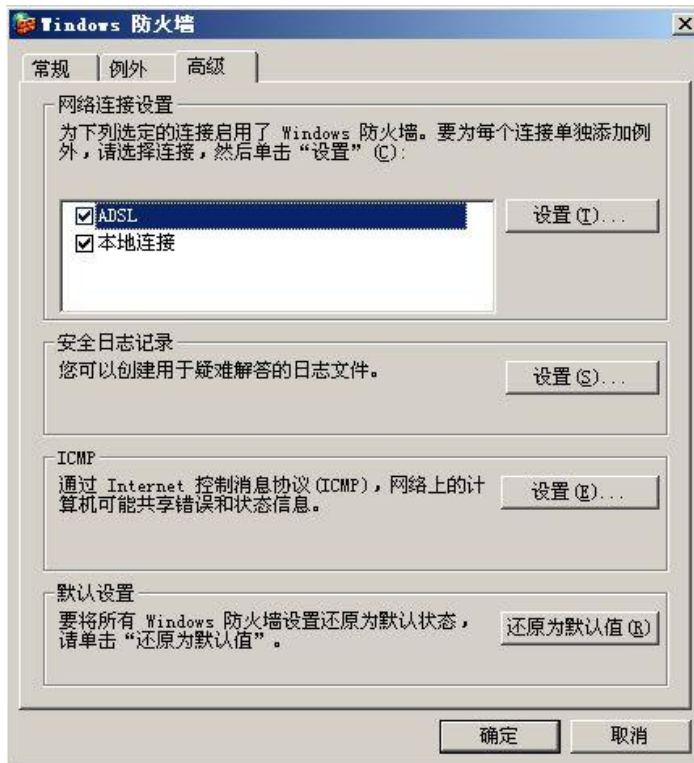 Windows 防火墙
常规
例外
高级
网络连接设置
为下列选定的连接启用了 Windows 防火墙。要为每个连接单独添加例
外，请选择连接，然后单击“设置”(C):
ADSL
本地连接
设置(T)...
安全日志记录
您可以创建用于疑难解答的日志文件。
设置(S)...
ICMP
通过 Internet 控制消息协议(ICMP)，网络上的计
算机可能共享错误和状态信息。
设置(E)...
默认设置
要将所有 Windows 防火墙设置还原为默认状态，
请单击“还原为默认值”。
还原为默认值(R)
确定
取消